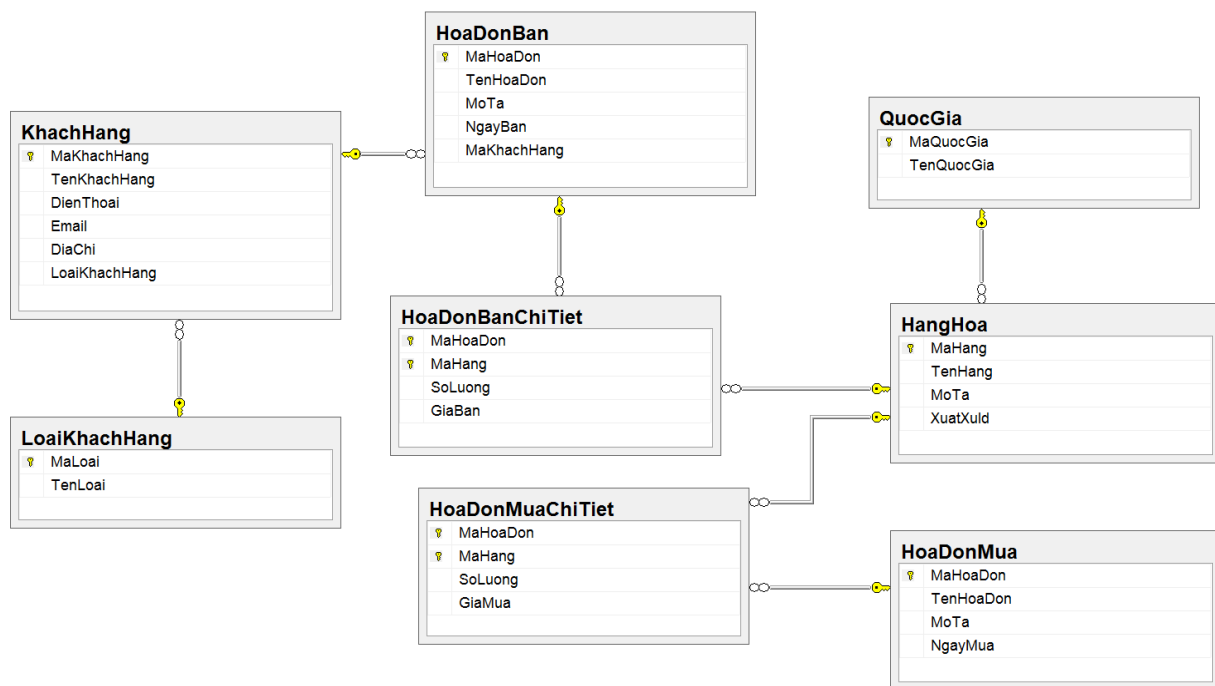 HoaDonBan
MaHoaDon
TenHoaDon
MoTa
NgayBan
MaKhachHang
KhachHang
MaKhachHang
TenKhachHang
DienThoai
Email
DiaChi
LoaiKhachHang
QuocGia
MaQuocGia
TenQuocGia
HoaDonBanChiTiet
MaHoaDon
MaHang
SoLuong
GiaBan
HangHoa
MaHang
TenHang
MoTa
XuatXuId
LoaiKhachHang
MaLoai
TenLoai
HoaDonMuaChiTiet
MaHoaDon
MaHang
SoLuong
GiaMua
HoaDonMua
MaHoaDon
TenHoaDon
MoTa
NgayMua